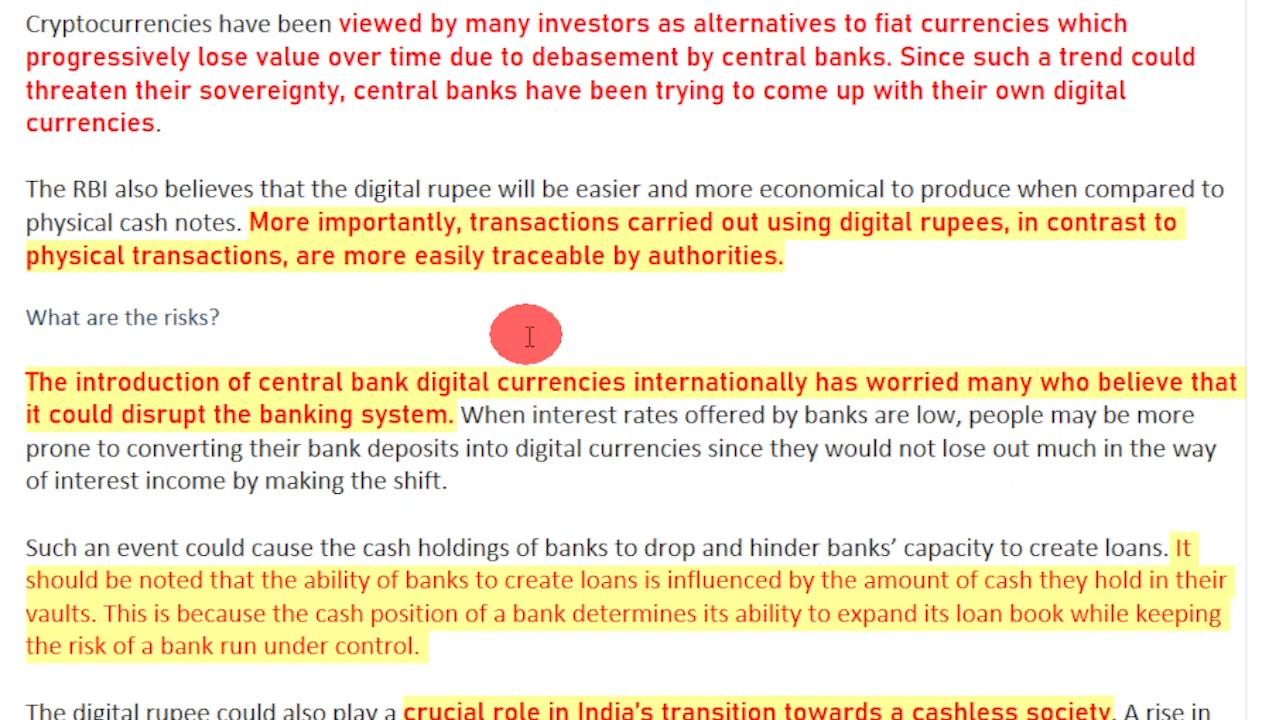 Cryptocurrencies have been viewed by many investors as alternatives to fiat currencies which
progressively lose value over time due to debasement by central banks. Since such a trend could
threaten their sovereignty, central banks have been trying to come up with their own digital
currencies.
The RBI also believes that the digital rupee will be easier and more economical to produce when compared to
physical cash notes. More importantly, transactions carried out using digital rupees, in contrast to
physical transactions, are more easily traceable by authorities.
What are the risks?
The introduction of central bank digital currencies internationally has worried many who believe that
it could disrupt the banking system. When interest rates offered by banks are low, people may be more
prone to converting their bank deposits into digital currencies since they would not lose out much in the way
of interest income by making the shift.
Such an event could cause the cash holdings of banks to drop and hinder banks’ capacity to create loans. It
should be noted that the ability of banks to create loans is influenced by the amount of cash they hold in their
vaults. This is because the cash position of a bank determines its ability to expand its loan book while keeping
the risk of a bank run under control.
The digital rupee could also play a crucial role in India's transition towards a cashless society. A rise in